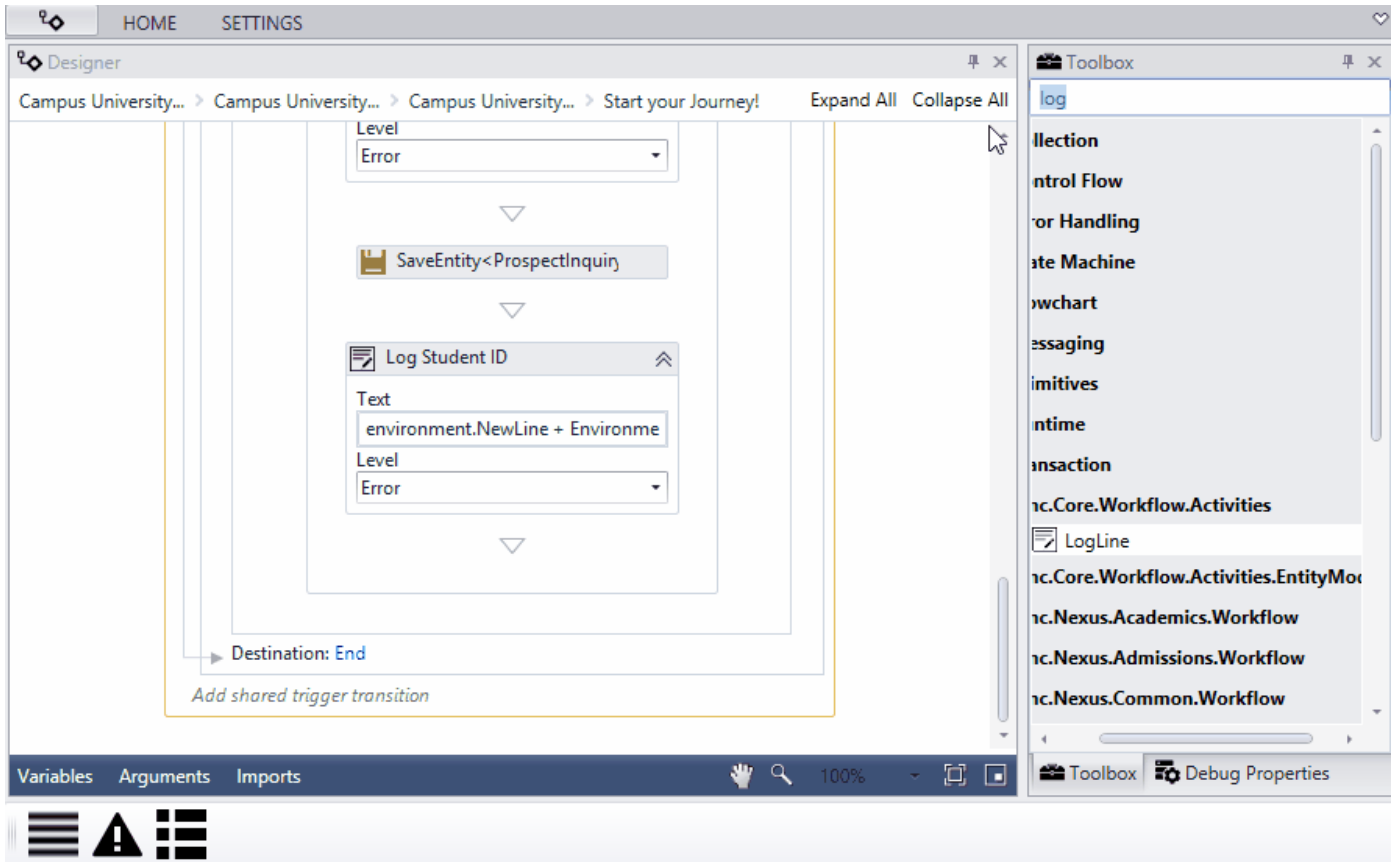 HOME SETTINGS
Designer
Campus University... > Campus University... > Campus University... > Start your Journey! Expand All Collapse All
Level
Error
SaveEntity<ProspectInquiry
Log Student ID
Text
environment.NewLine + Environme
Level
Error
Destination: End
Add shared trigger transition
Variables Arguments Imports 100%
Toolbox
log
llection
ntrol Flow
ror Handling
ate Machine
owchart
essaging
imitives
ntime
ansaction
nc.Core.Workflow.Activities
LogLine
nc.Core.Workflow.Activities.EntityMod
nc.Nexus.Academics.Workflow
nc.Nexus.Admissions.Workflow
nc.Nexus.Common.Workflow
Toolbox Debug Properties